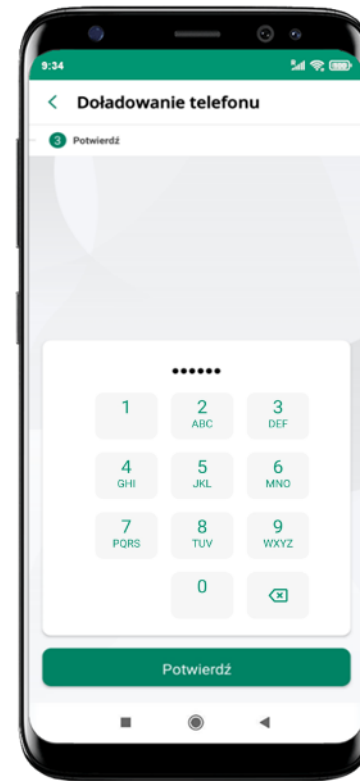 9:34
Doładowanie telefonu
3 Potwierdź
••••••
1
2
ABC
3
DEF
4
GHI
5
JKL
6
MNO
7
PQRS
8
TUV
9
WXYZ
0
Potwierdź